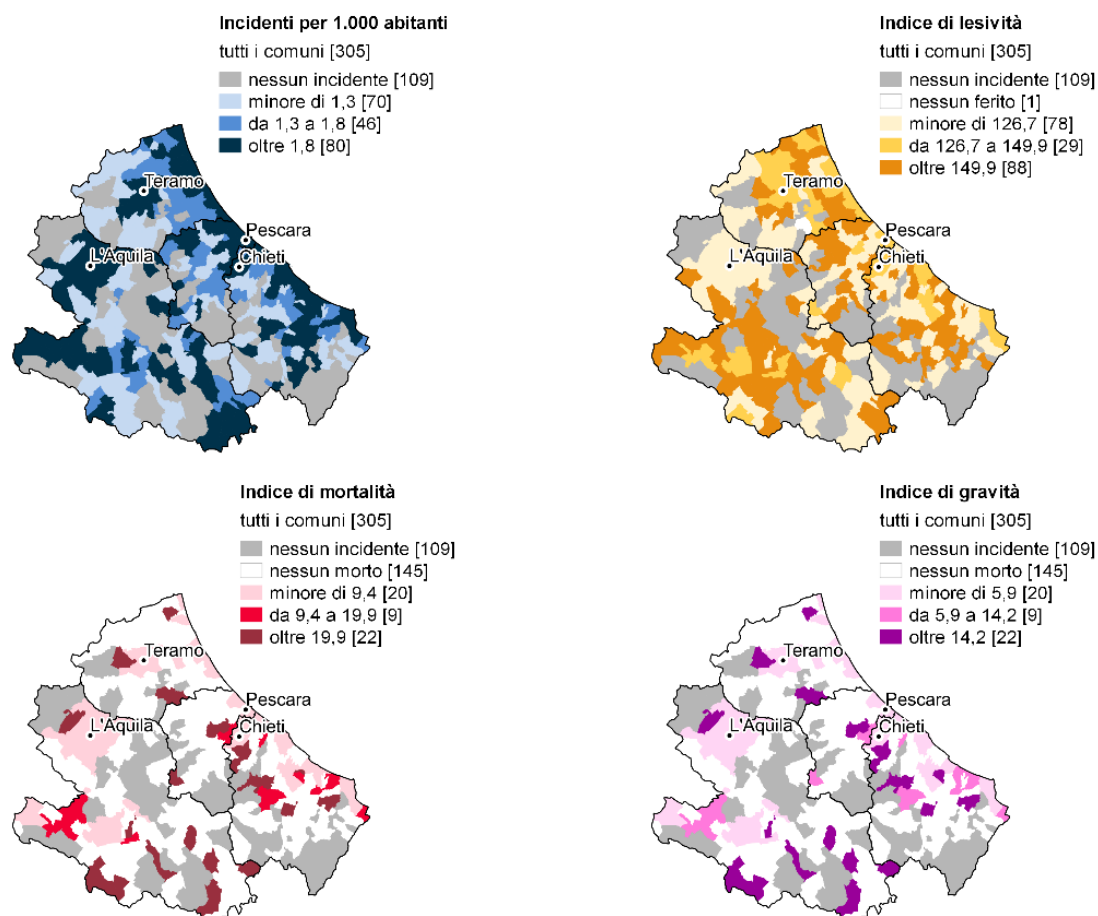 Incidenti per 1.000 abitanti
tutti i comuni [305]
nessun incidente [109]
minore di 1,3 [70]
da 1,3 a 1,8 [46]
oltre 1,8 [80]
Teramo
Pescara
L'Aquila
Chieti
Indice di lesività
tutti i comuni [305]
nessun incidente [109]
nessun ferito [1]
minore di 126,7 [78]
da 126,7 a 149,9 [29]
oltre 149,9 [88]
Teramo
Pescara
L'Aquila
Chieti
Indice di mortalità
tutti i comuni [305]
nessun incidente [109]
nessun morto [145]
minore di 9,4 [20]
da 9,4 a 19,9 [9]
oltre 19,9 [22]
Teramo
Pescara
L'Aquila
Chieti
Indice di gravità
tutti i comuni [305]
nessun incidente [109]
nessun morto [145]
minore di 5,9 [20]
da 5,9 a 14,2 [9]
oltre 14,2 [22]
Teramo
Pescara
L'Aquila
Chieti